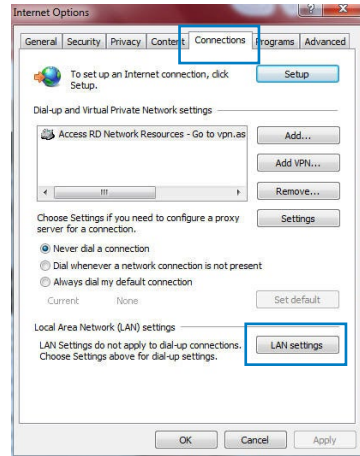 Internet Options
General Security Privacy Content Connections Programs Advanced
To set up an Internet connection, click
Setup.
Setup
Dial-up and Virtual Private Network settings
Access RD Network Resources - Go to vpn.as
Add...
Add VPN...
Remove...
Choose Settings if you need to configure a proxy
server for a connection.
Settings
Never dial a connection
Dial whenever a network connection is not present
Always dial my default connection
Current None
Set default
Local Area Network (LAN) settings
LAN Settings do not apply to dial-up connections.
Choose Settings above for dial-up settings.
LAN settings
OK Cancel Apply